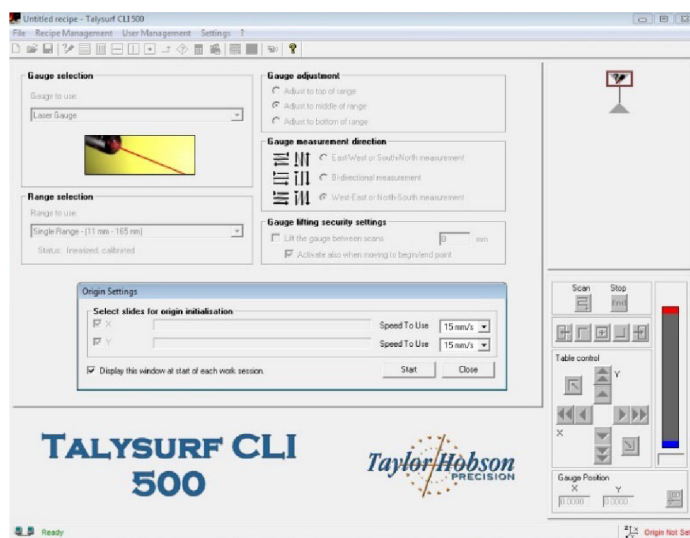 Untitled recipe - Talysurf CLI 500
File Recipe Management User Management Settings ?
Gauge selection
Gauge to use:
Laser Gauge
Range selection
Range to use:
Single Range - (11 mm - 165 nm)
Status: linearized, calibrated
Gauge adjustment
Adjust to top of range
Adjust to middle of range
Adjust to bottom of range
Gauge measurement direction
East-West or South-North measurement
Bi-directional measurement
West-East or North-South measurement
Gauge lifting security settings
Lift the gauge between scans 0 mm
Activate also when moving to begin/end point
Origin Settings
Select slides for origin initialisation
X Speed To Use 15 mm/s
Y Speed To Use 15 mm/s
Display this window at start of each work session.
Start Close
TALYSURF CLI
500
Taylor Hobson
PRECISION
Scan Stop
End
Table control
Y
X
Gauge Position
X Y
0.0000 0.0000
Ready
Origin Not Set